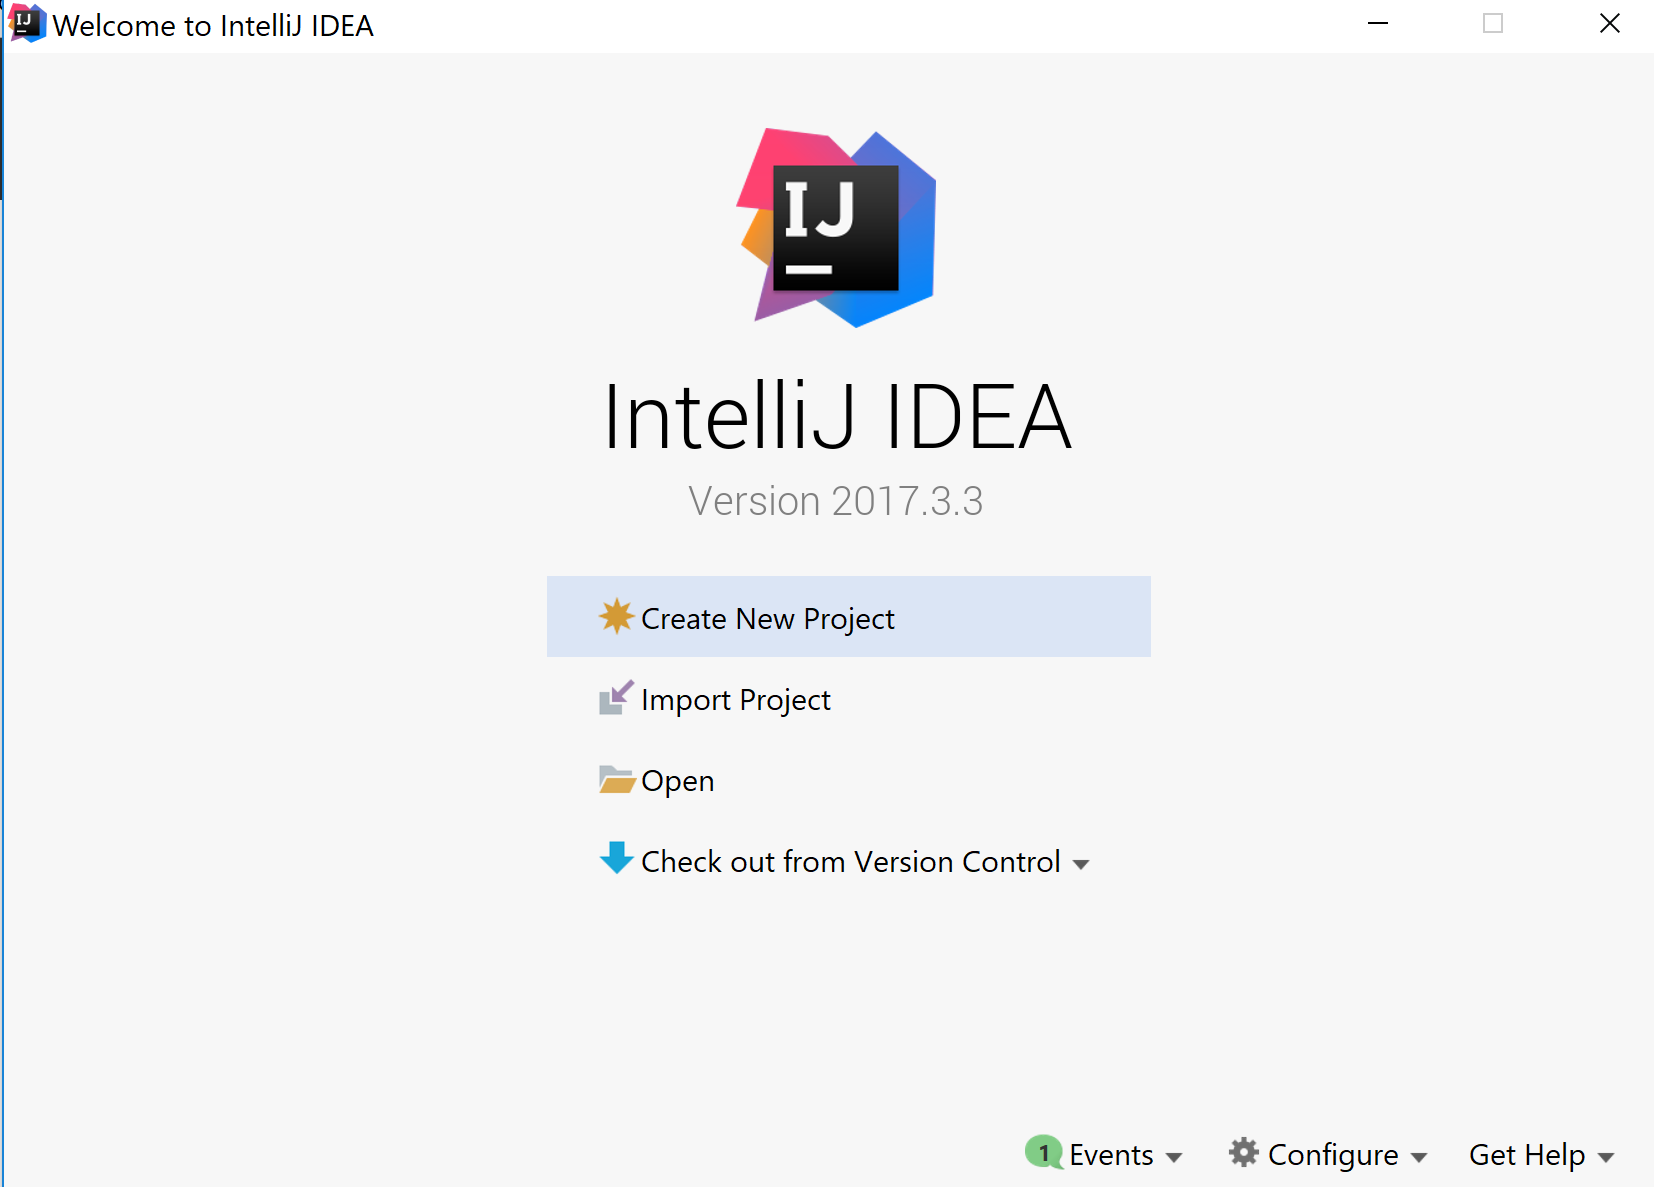 IJ Welcome to IntelliJ IDEA
IJ
IntelliJ IDEA
Version 2017.3.3
Create New Project
Import Project
Open
Check out from Version Control
1 Events Configure Get Help